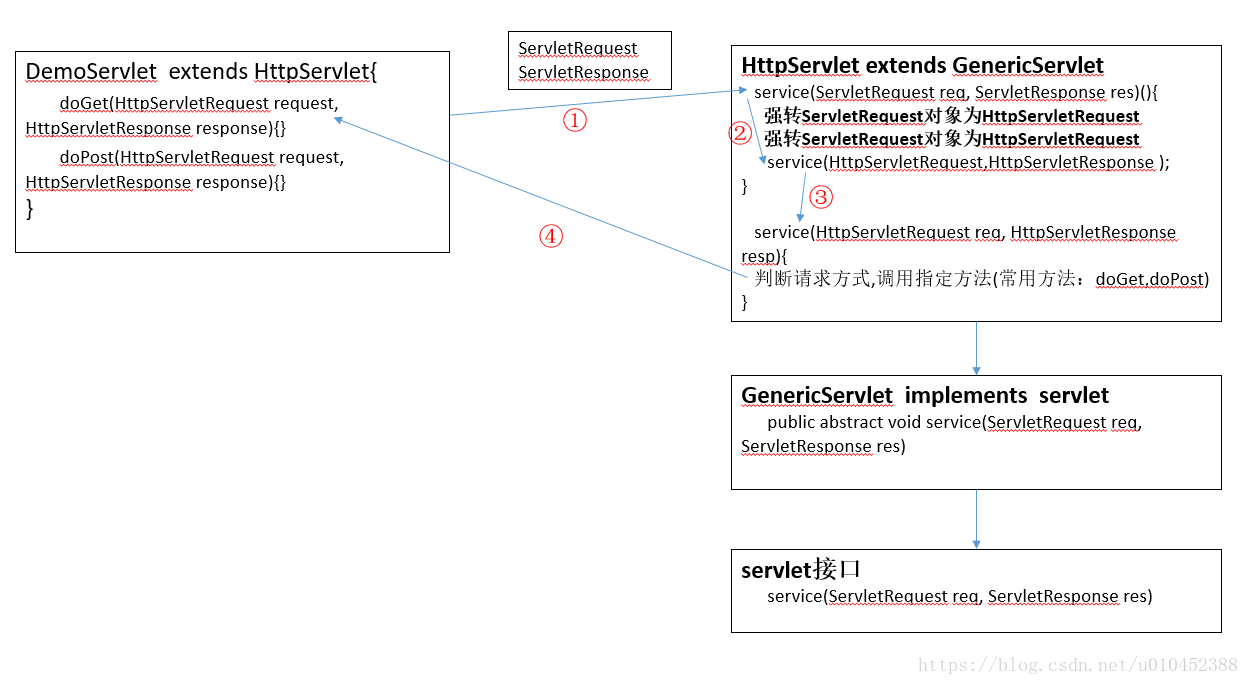 ServletRequest
ServletResponse
DemoServlet extends HttpServlet{
doGet(HttpServletRequest request,
HttpServletResponse response){}
doPost(HttpServletRequest request,
HttpServletResponse response){}
}
①
④
HttpServlet extends GenericServlet
service(ServletRequest req, ServletResponse res)(){
强转ServletRequest对象为HttpServletRequest
②
强转ServletRequest对象为HttpServletRequest
service(HttpServletRequest,HttpServletResponse );
}
③
service(HttpServletRequest req, HttpServletResponse
resp){
判断请求方式,调用指定方法(常用方法：doGet,doPost)
}
GenericServlet implements servlet
public abstract void service(ServletRequest req,
ServletResponse res)
servlet接口
service(ServletRequest req, ServletResponse res)
https://blog.csdn.net/u010452388